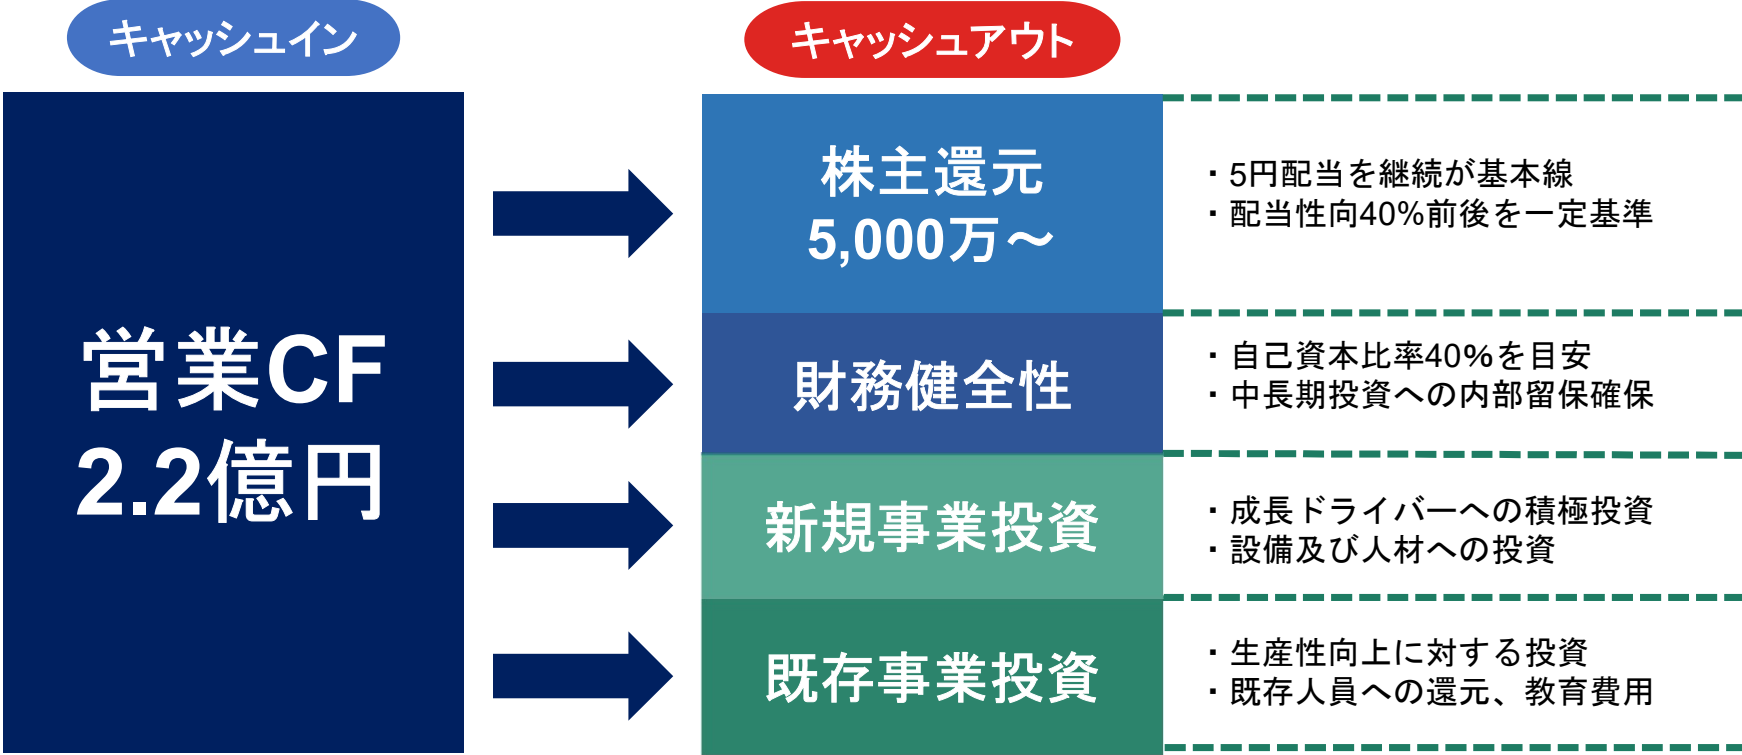 キャッシュイン
キャッシュアウト
営業CF
2.2億円
株主還元
5,000万～
・5円配当を継続が基本線
・配当性向40%前後を一定基準
財務健全性
・自己資本比率40％を目安
・中長期投資への内部留保確保
新規事業投資
・成長ドライバーへの積極投資
・設備及び人材への投資
既存事業投資
・生産性向上に対する投資
・既存人員への還元、教育費用